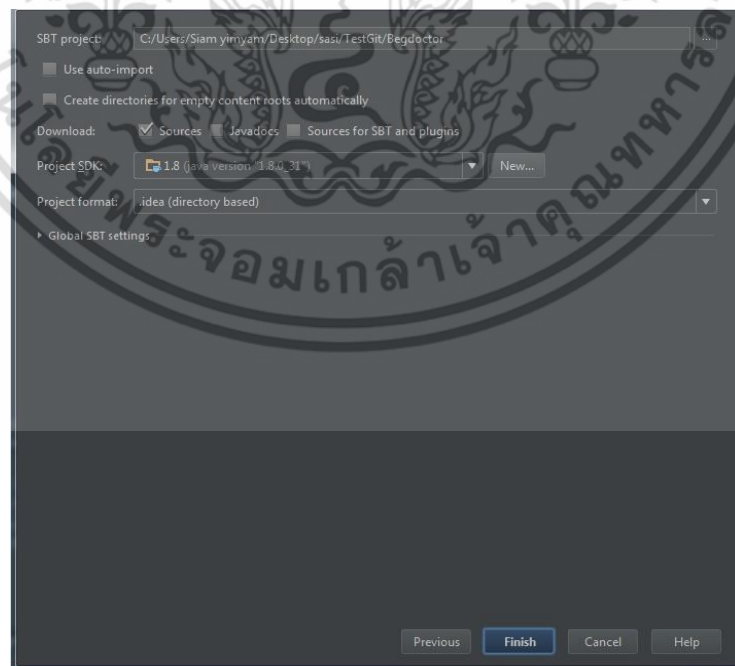 SBT project: C:/Users/Siam yimyam/Desktop/sasi/TestGit/Begdoctor ...
Use auto-import
Create directories for empty content roots automatically
Download: Sources Javadocs Sources for SBT and plugins
Project SDK: 1.8 (java version "1.8.0_31") New...
Project format: .idea (directory based)
Global SBT settings
พระจอมเกล้าเจ้าคุณทหาร
Previous Finish Cancel Help